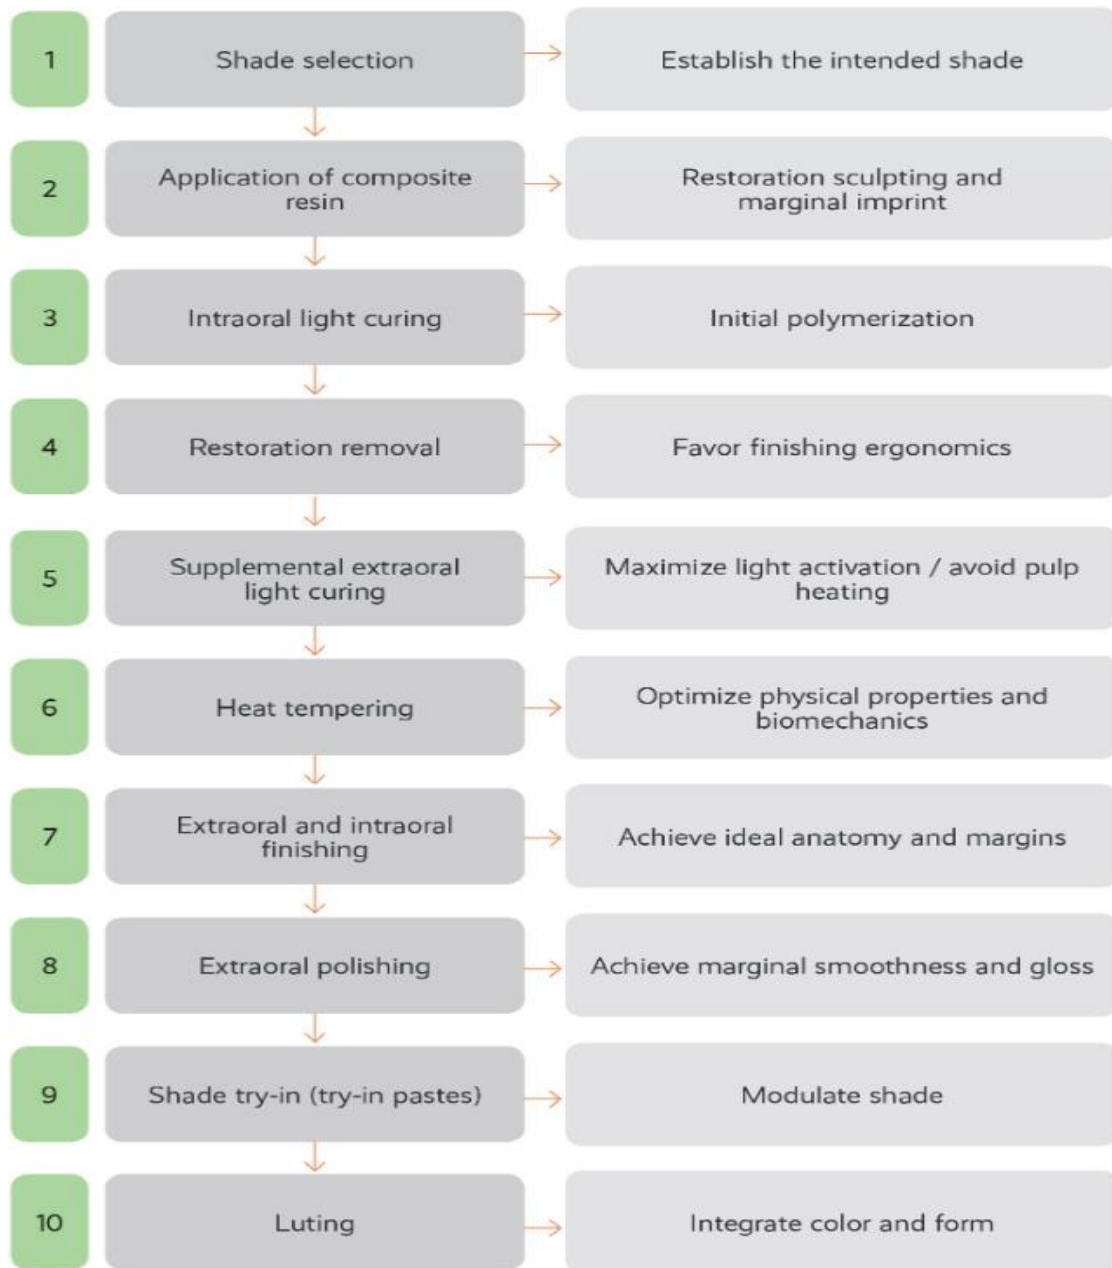 1
Shade selection
Establish the intended shade
2
Application of composite
resin
Restoration sculpting and
marginal imprint
3
Intraoral light curing
Initial polymerization
4
Restoration removal
Favor finishing ergonomics
5
Supplemental extraoral
light curing
Maximize light activation / avoid pulp
heating
6
Heat tempering
Optimize physical properties and
biomechanics
7
Extraoral and intraoral
finishing
Achieve ideal anatomy and margins
8
Extraoral polishing
Achieve marginal smoothness and gloss
9
Shade try-in (try-in pastes)
Modulate shade
10
Luting
Integrate color and form